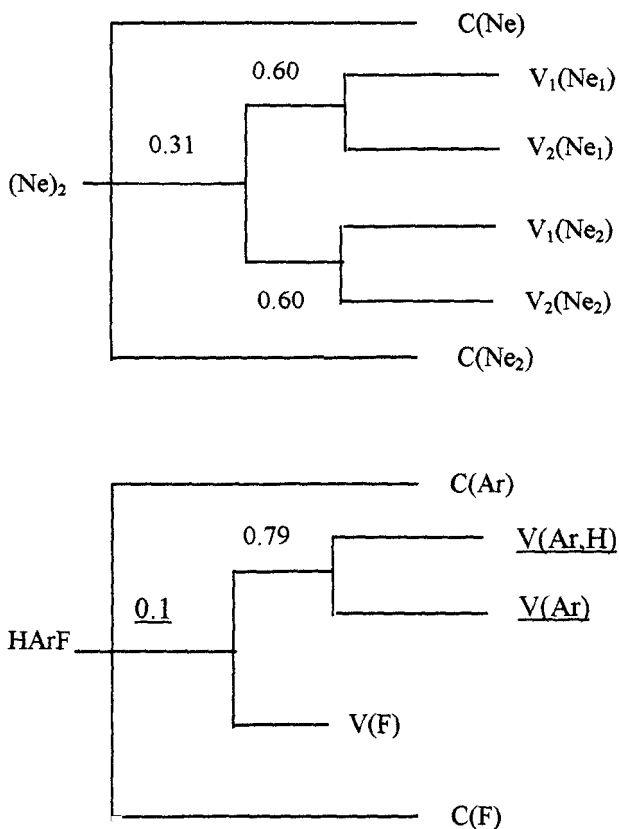 C(Ne)
0.60
V₁(Ne₁)
0.31
V₂(Ne₁)
(Ne)₂
V₁(Ne₂)
0.60
V₂(Ne₂)
C(Ne₂)
C(Ar)
0.79
V(Ar,H)
0.1
V(Ar)
HArF
V(F)
C(F)